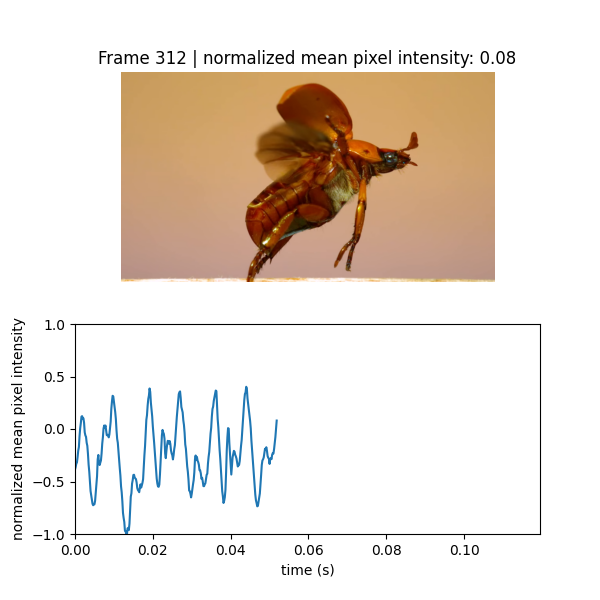 Frame 312 | normalized mean pixel intensity: 0.08
normalized mean pixel intensity
1.0
0.5
0.0
−0.5
−1.0
0.00 0.02 0.04 0.06 0.08 0.10
time (s)